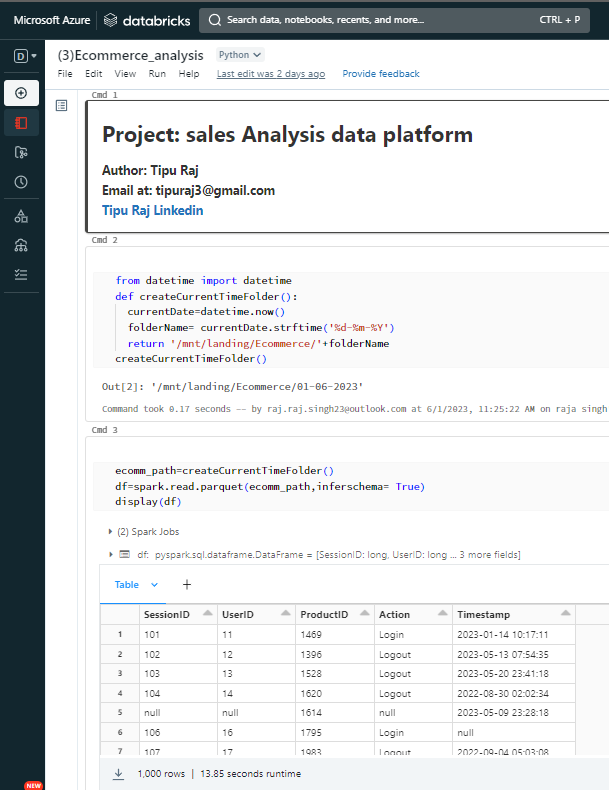 Microsoft Azure databricks Search data, notebooks, recents, and more... CTRL + P
D (3)Ecommerce_analysis Python
File Edit View Run Help Last edit was 2 days ago Provide feedback
Cmd 1
Project: sales Analysis data platform
Author: Tipu Raj
Email at: tipuraj3@gmail.com
Tipu Raj Linkedin
Cmd 2
from datetime import datetime
def createCurrentTimeFolder():
currentDate=datetime.now()
folderName= currentDate.strftime('%d-%m-%Y')
return '/mnt/landing/Ecommerce/'+folderName
createCurrentTimeFolder()
Out[2]: '/mnt/landing/Ecommerce/01-06-2023'
Command took 0.17 seconds -- by raj.raj.singh23@outlook.com at 6/1/2023, 11:25:22 AM on raja singh
Cmd 3
ecomm_path=createCurrentTimeFolder()
df=spark.read.parquet(ecomm_path,inferschema= True)
display(df)
(2) Spark Jobs
df: pyspark.sql.dataframe.DataFrame = [SessionID: long, UserID: long ... 3 more fields]
Table +
SessionID UserID ProductID Action Timestamp
1 101 11 1469 Login 2023-01-14 10:17:11
2 102 12 1396 Logout 2023-05-13 07:54:35
3 103 13 1528 Logout 2023-05-20 23:41:18
4 104 14 1620 Logout 2022-08-30 02:02:34
5 null null 1614 null 2023-05-09 23:28:18
6 106 16 1795 Login null
7 107 17 1983 Logout 2022-09-04 05:03:08
1,000 rows | 13.85 seconds runtime
NEW